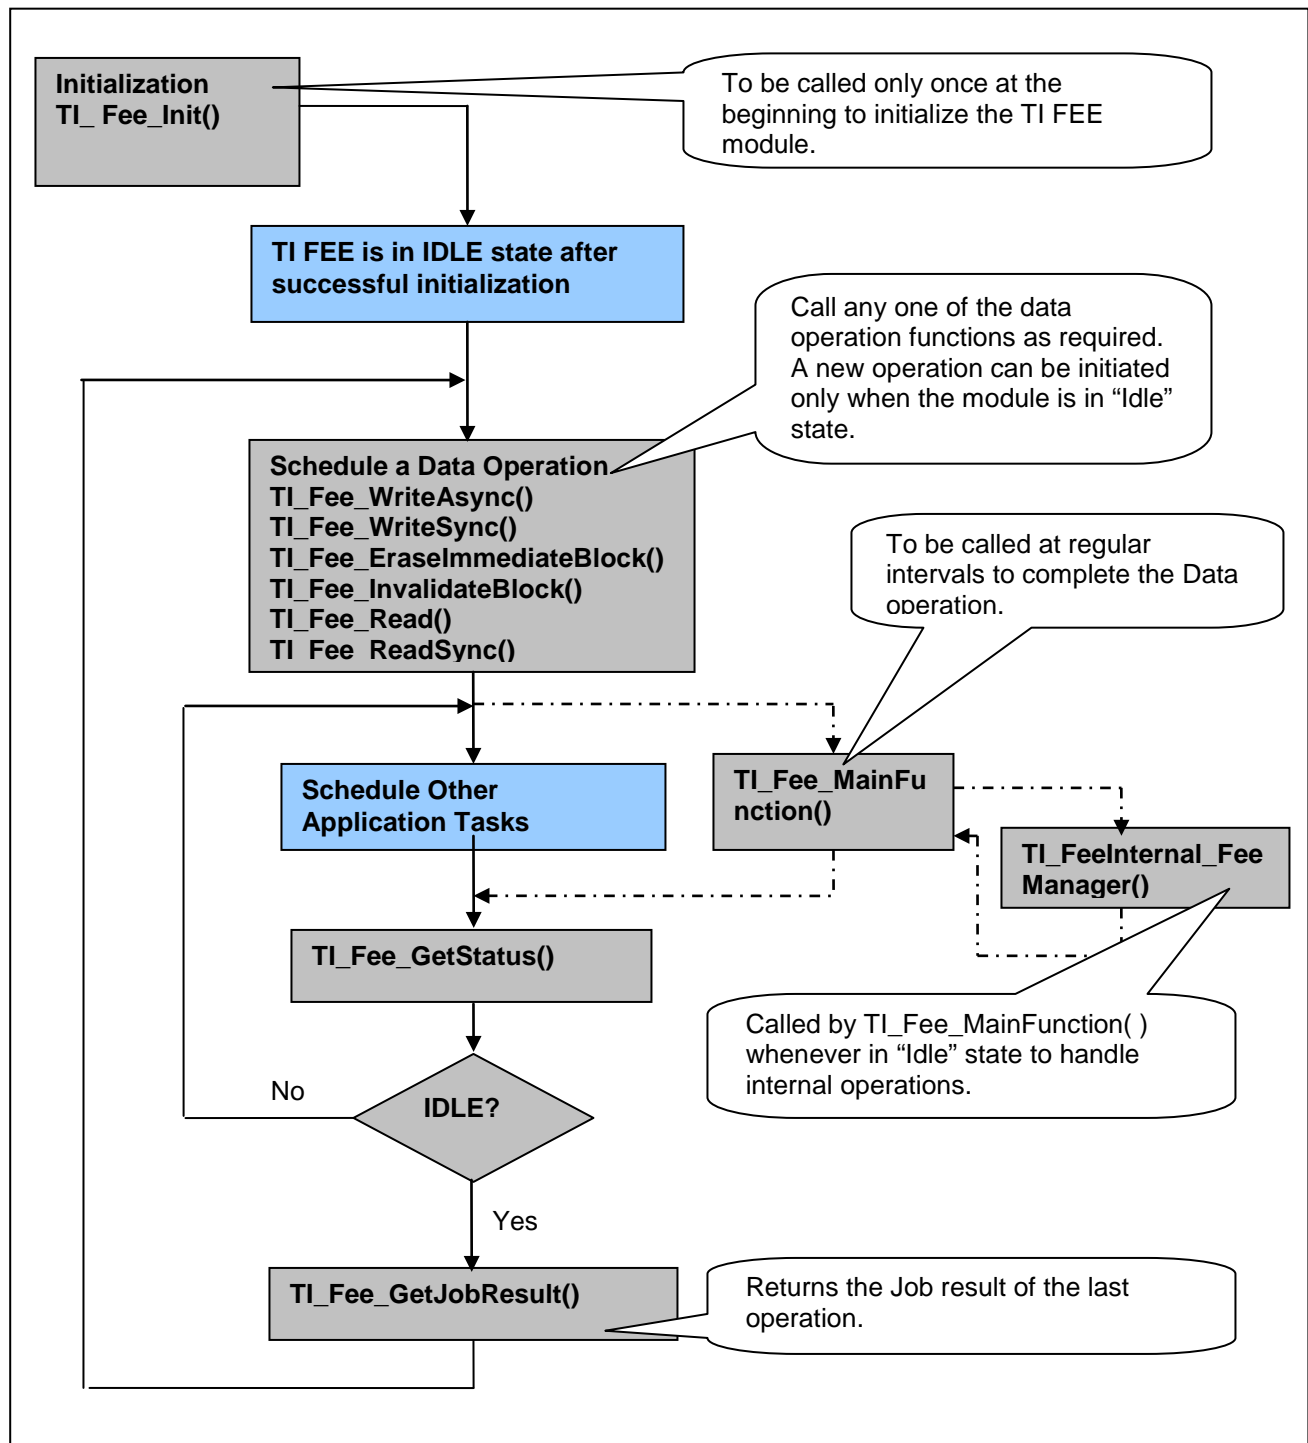 Initialization
TI_ Fee_Init()
To be called only once at the
beginning to initialize the TI FEE
module.
TI FEE is in IDLE state after
successful initialization
Call any one of the data
operation functions as required.
A new operation can be initiated
only when the module is in “Idle”
state.
Schedule a Data Operation
TI_Fee_WriteAsync()
TI_Fee_WriteSync()
TI_Fee_EraseImmediateBlock()
TI_Fee_InvalidateBlock()
TI_Fee_Read()
TI_Fee_ReadSync()
To be called at regular
intervals to complete the Data
operation.
Schedule Other
Application Tasks
TI_Fee_MainFu
nction()
TI_FeeInternal_Fee
Manager()
TI_Fee_GetStatus()
Called by TI_Fee_MainFunction( )
whenever in “Idle” state to handle
internal operations.
No
IDLE?
Yes
TI_Fee_GetJobResult()
Returns the Job result of the last
operation.